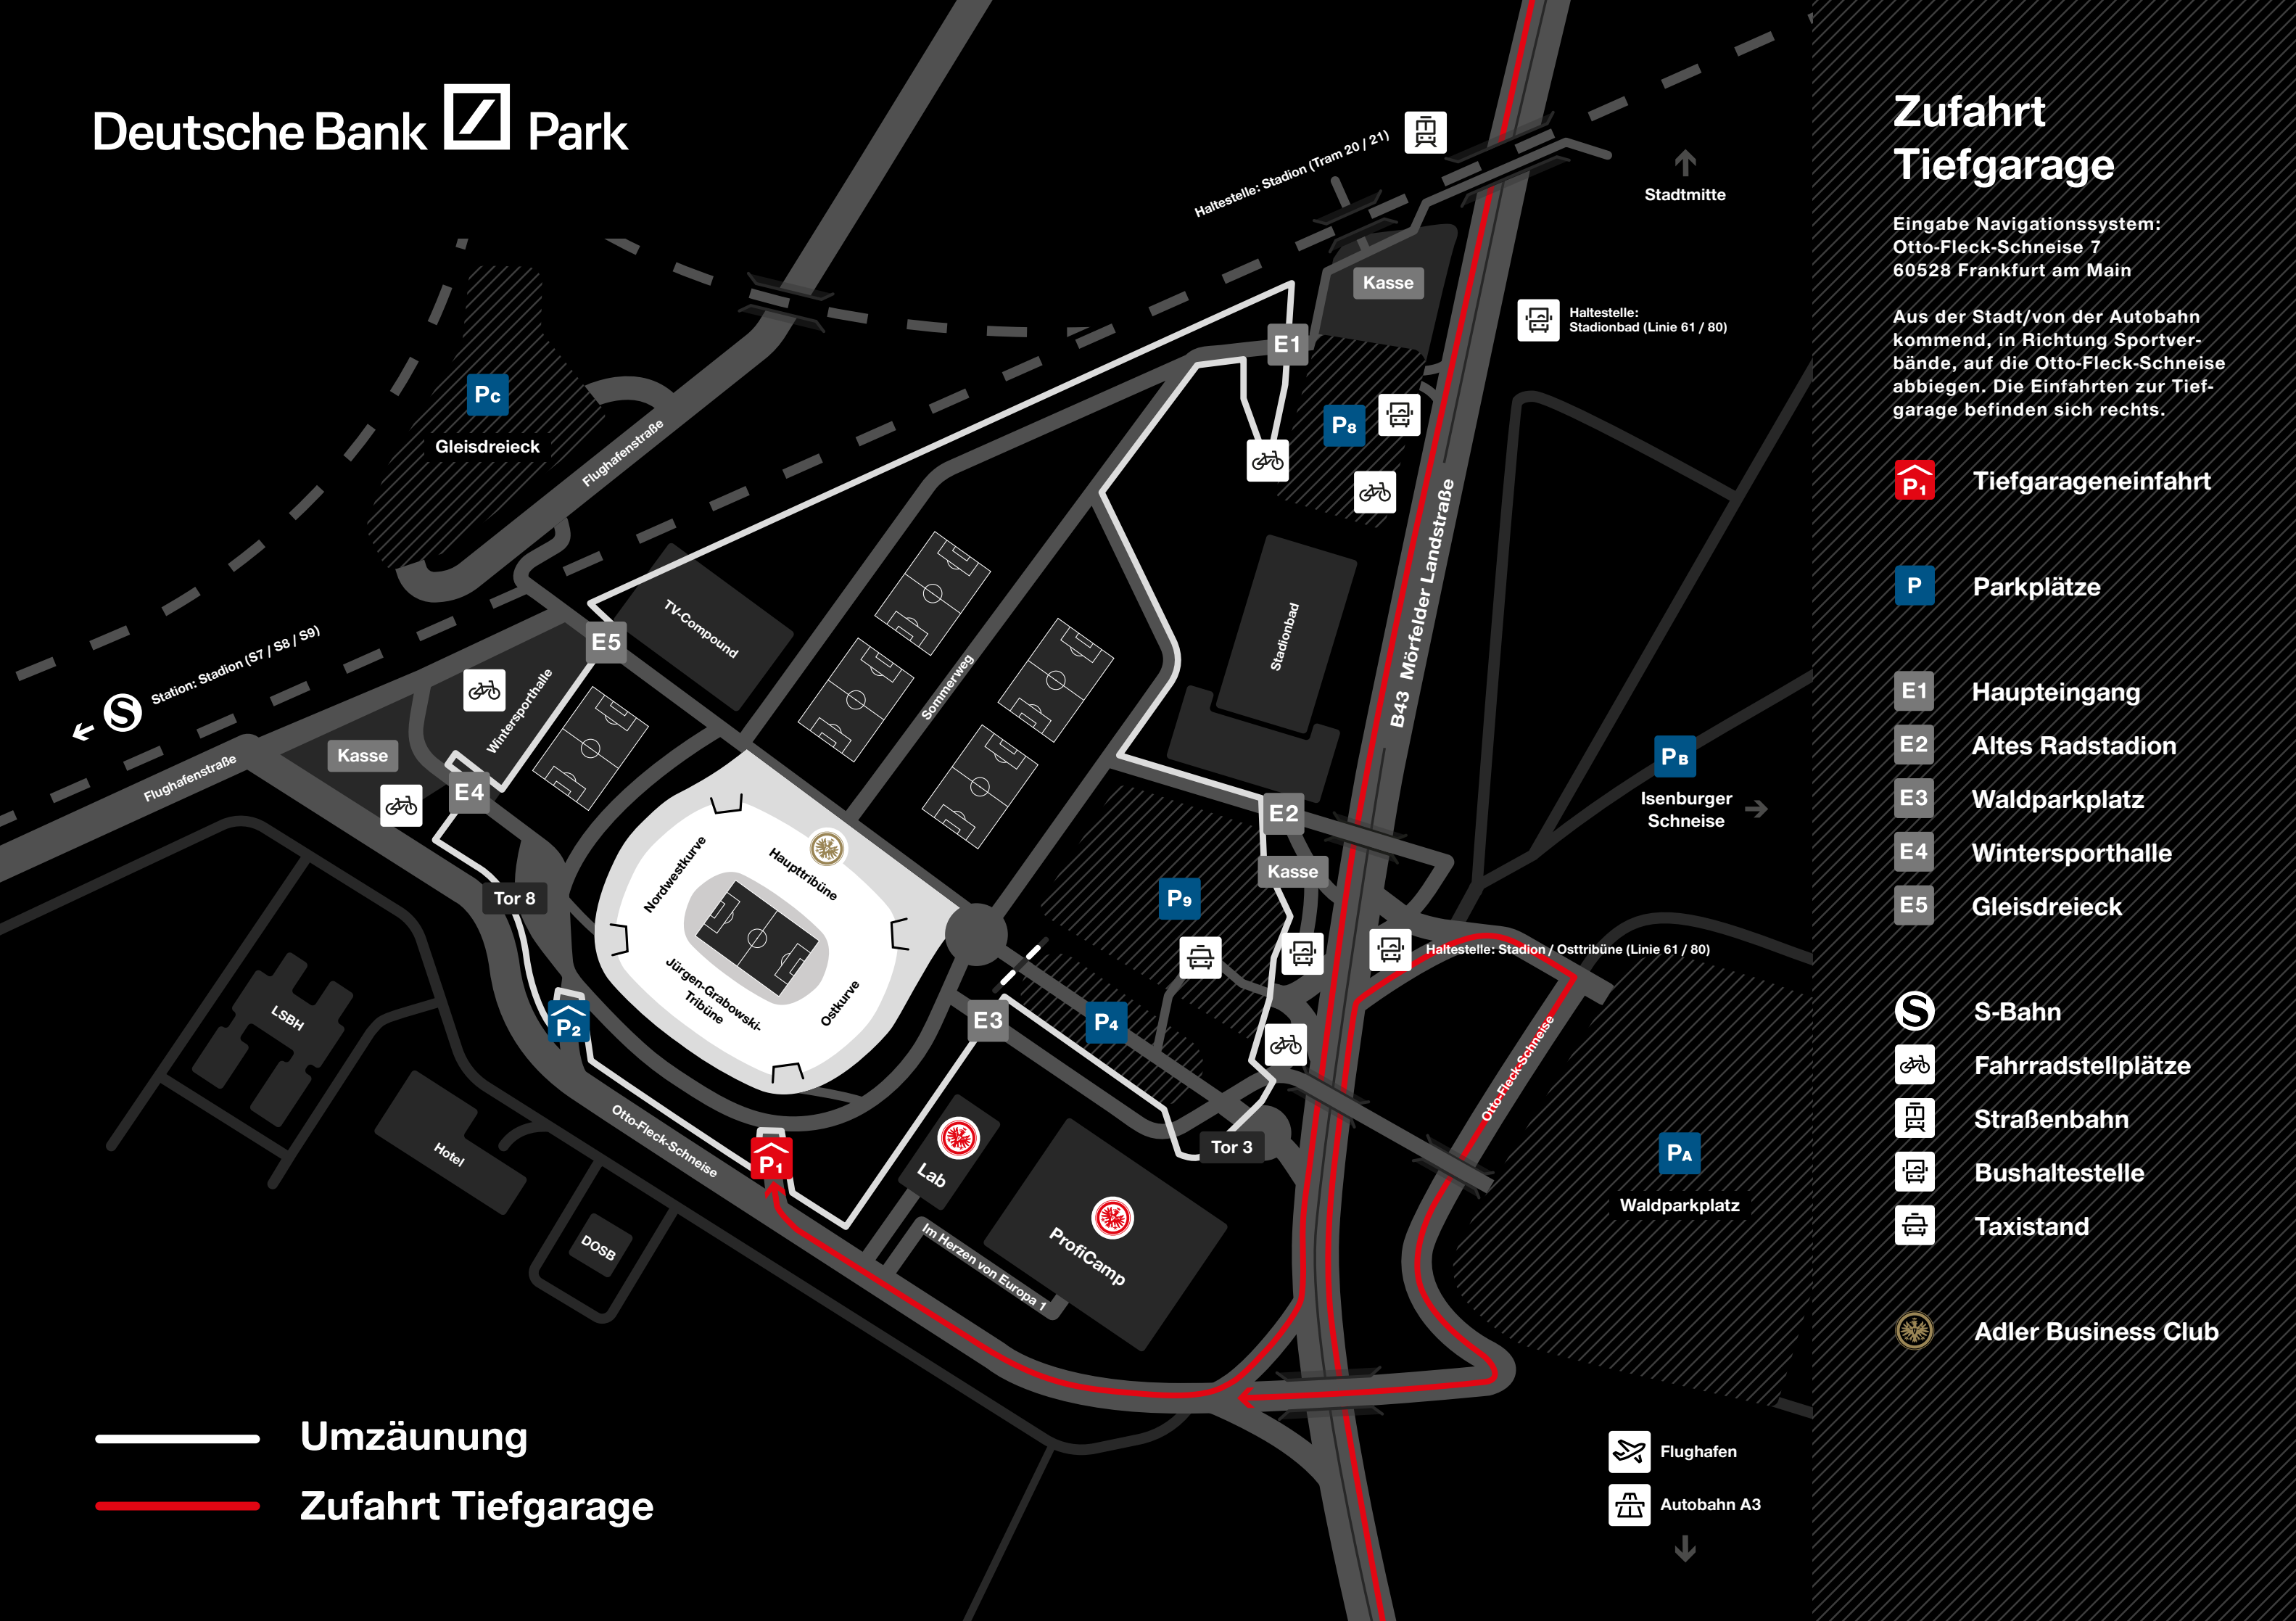 Deutsche Bank Park
Haltestelle: Stadion (Tram 20 / 21)
Stadtmitte
Kasse
Haltestelle:
Stadionbad (Linie 61 / 80)
E1
Pc
Gleisdreieck
Flughafenstraße
P8
B43 Mörfelder Landstraße
Station: Stadion (S7 / S8 / S9)
S
E5
TV-Compound
Wintersporthalle
Sommerweg
Stadionbad
Kasse
Flughafenstraße
E4
PB
Isenburger
Schneise
E2
Kasse
Nordwestkurve
Haupttribüne
Tor 8
P9
Haltestelle: Stadion / Osttribüne (Linie 61 / 80)
Jürgen-Grabowski-
Tribüne
Ostkurve
LSBH
P2
E3
P4
Otto-Fleck-Schneise
Hotel
Otto-Fleck-Schneise
P1
Lab
Tor 3
PA
Waldparkplatz
DOSB
Im Herzen von Europa 1
ProfiCamp
Umzäunung
Zufahrt Tiefgarage
Flughafen
Autobahn A3
Zufahrt
Tiefgarage
Eingabe Navigationssystem:
Otto-Fleck-Schneise 7
60528 Frankfurt am Main
Aus der Stadt/von der Autobahn
kommend, in Richtung Sportver-
bände, auf die Otto-Fleck-Schneise
abbiegen. Die Einfahrten zur Tief-
garage befinden sich rechts.
P1 Tiefgarageneinfahrt
P Parkplätze
E1 Haupteingang
E2 Altes Radstadion
E3 Waldparkplatz
E4 Wintersporthalle
E5 Gleisdreieck
S S-Bahn
Fahrradstellplätze
Straßenbahn
Bushaltestelle
Taxistand
Adler Business Club